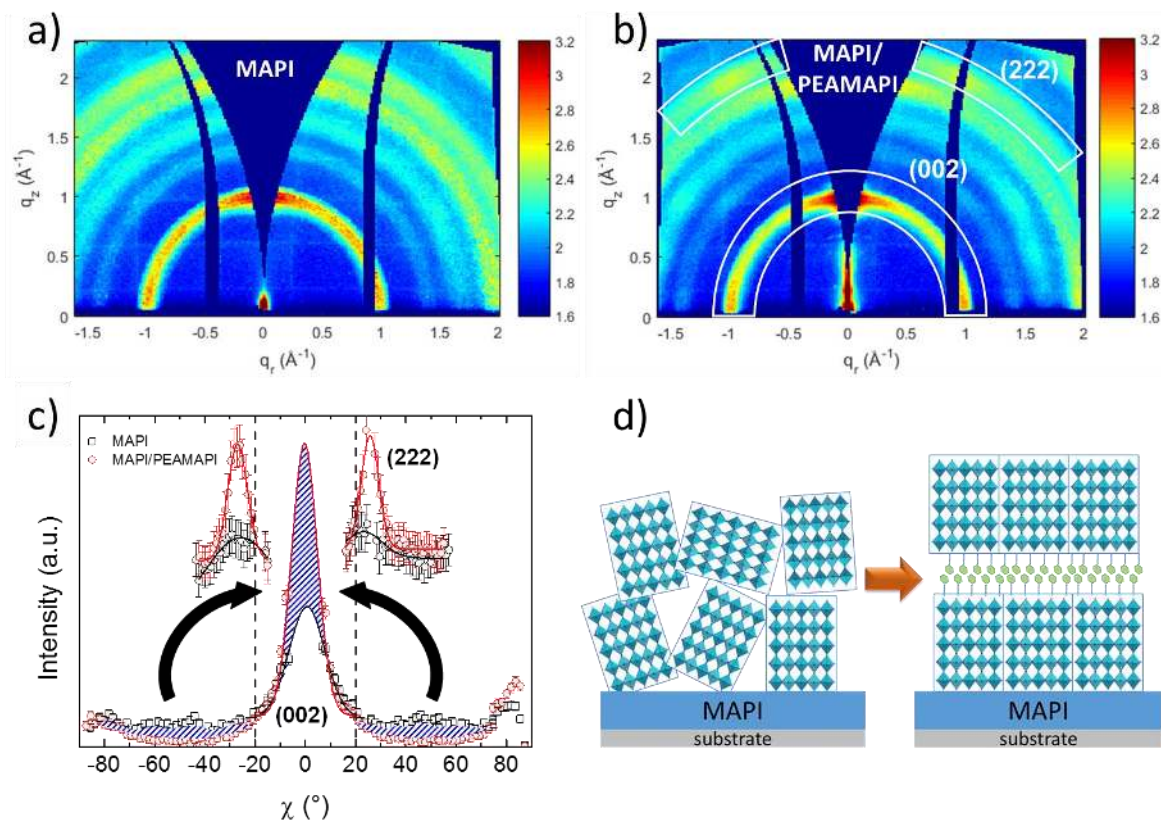 a)
MAPI
3.2
3
2.8
2.6
2.4
2.2
2
1.8
1.6
2
1.5
1
0.5
0
q_z (Å⁻¹)
-1.5 -1 -0.5 0 0.5 1 1.5 2
q_r (Å⁻¹)
b)
MAPI/
PEAMAPI
(222)
(002)
3.2
3
2.8
2.6
2.4
2.2
2
1.8
1.6
2
1.5
1
0.5
0
q_z (Å⁻¹)
-1.5 -1 -0.5 0 0.5 1 1.5 2
q_r (Å⁻¹)
c)
MAPI
MAPI/PEAMAPI
(222)
(002)
Intensity (a.u.)
-80 -60 -40 -20 0 20 40 60 80
χ (°)
d)
MAPI
substrate
MAPI
substrate